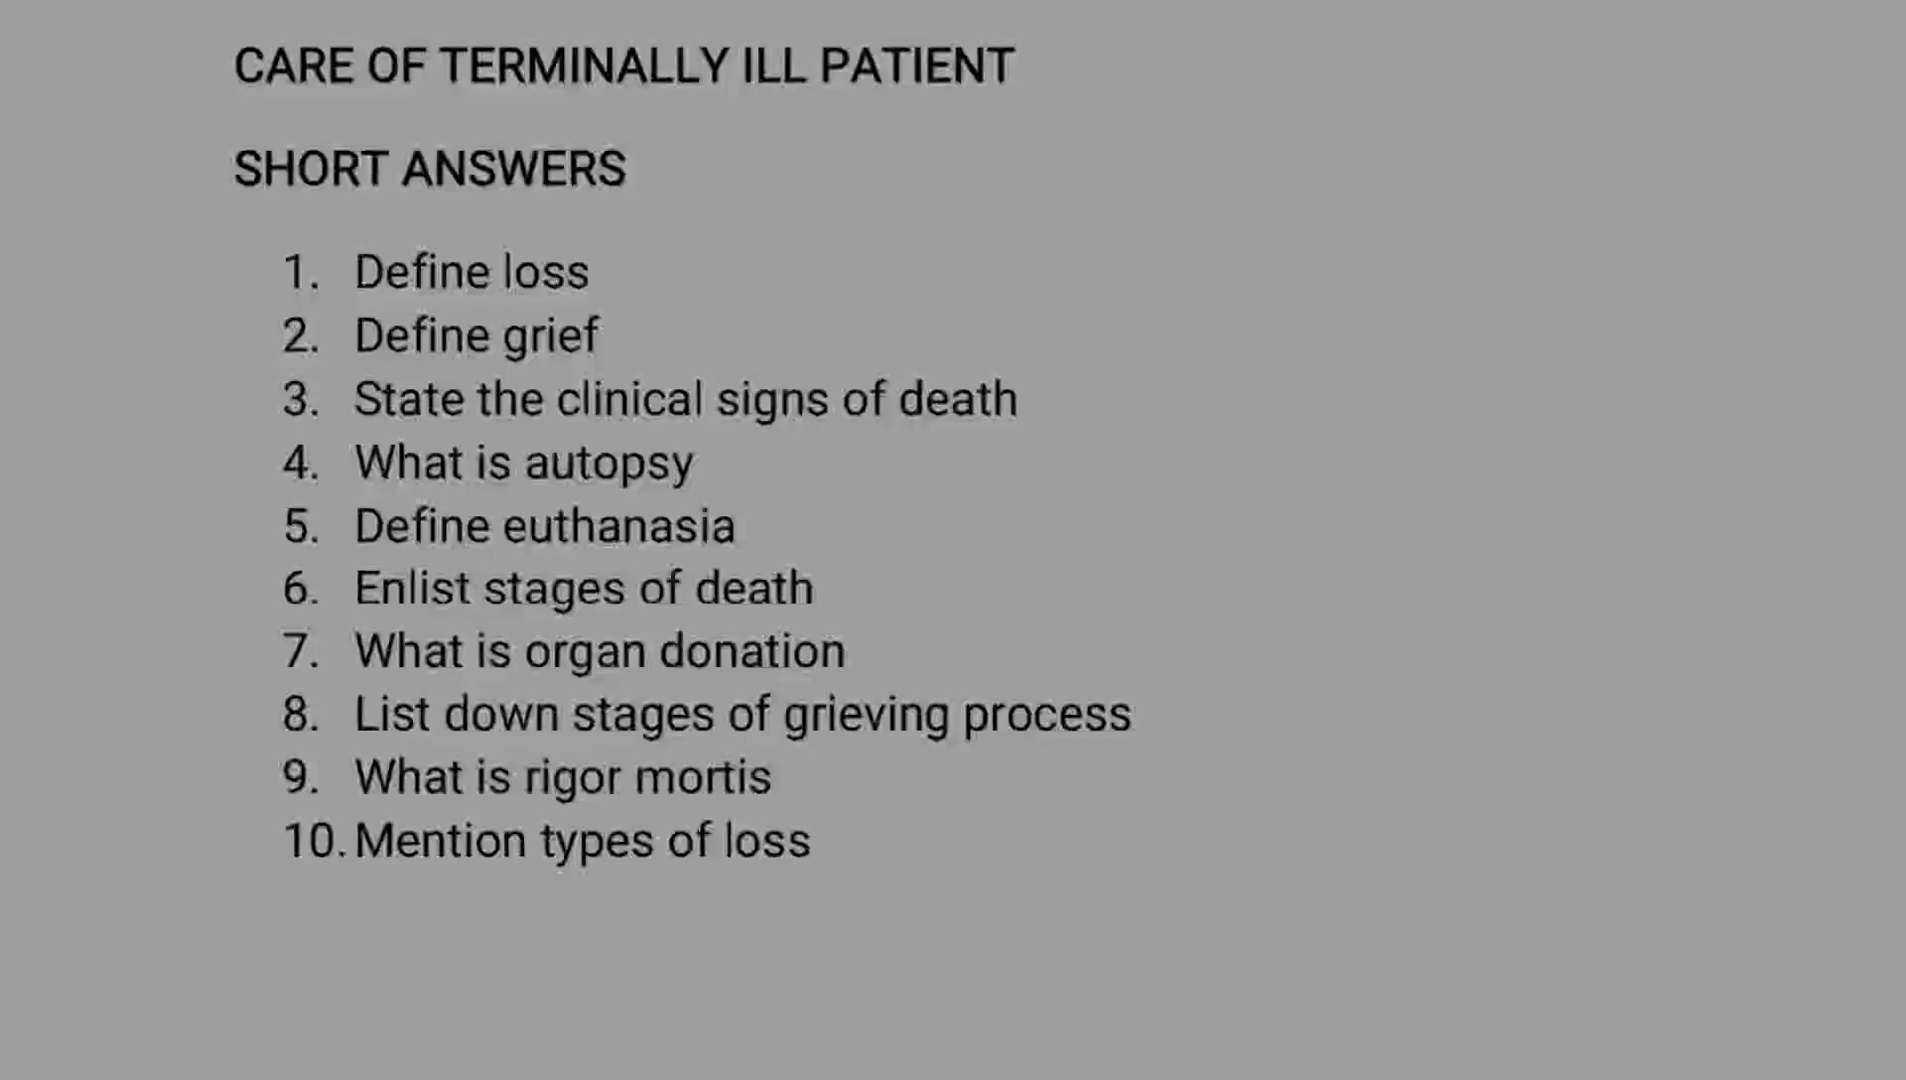 CARE OF TERMINALLY ILL PATIENT
SHORT ANSWERS
1. Define loss
2. Define grief
3. State the clinical signs of death
4. What is autopsy
5. Define euthanasia
6. Enlist stages of death
7. What is organ donation
8. List down stages of grieving process
9. What is rigor mortis
10. Mention types of loss